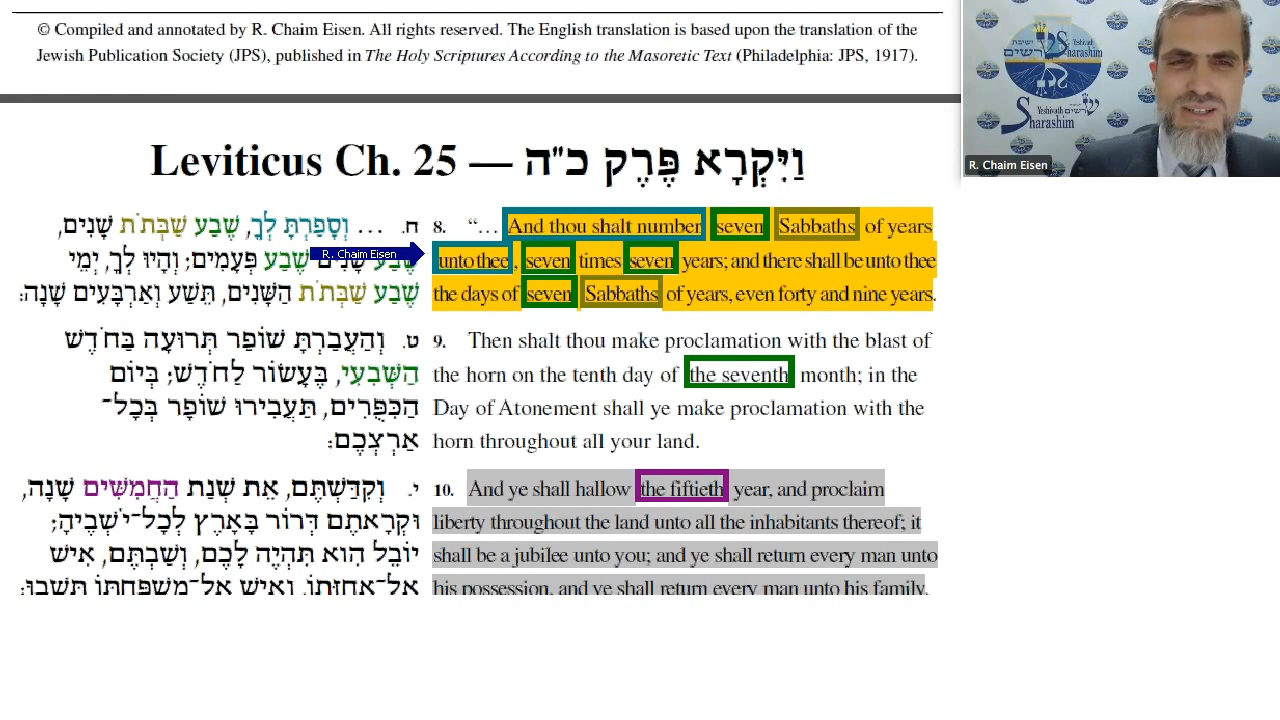 © Compiled and annotated by R. Chaim Eisen. All rights reserved. The English translation is based upon the translation of the
Jewish Publication Society (JPS), published in The Holy Scriptures According to the Masoretic Text (Philadelphia: JPS, 1917).
ישיבת
שרשים
Yeshivath
Sharashim
Yeshivath
Sharashim
R. Chaim Eisen
Leviticus Ch. 25 — וַיִּקְרָא פֶּרֶק כ"ה
ח. … וְסָפַרְתָּ לְךָ, שֶׁבַע שַׁבְּתֹת שָׁנִים,
שֶׁבַע שָׁנִים שֶׁבַע פְּעָמִים; וְהָיוּ לְךָ, יְמֵי
שֶׁבַע שַׁבְּתֹת הַשָּׁנִים, תֵּשַׁע וְאַרְבָּעִים שָׁנָה:
R. Chaim Eisen
8. “… And thou shalt number seven Sabbaths of years
unto thee, seven times seven years; and there shall be unto thee
the days of seven Sabbaths of years, even forty and nine years.
ט. וְהַעֲבַרְתָּ שׁוֹפַר תְּרוּעָה בַּחֹדֶשׁ
הַשְּׁבִעִי, בֶּעָשׂוֹר לַחֹדֶשׁ; בְּיוֹם
הַכִּפֻּרִים, תַּעֲבִירוּ שׁוֹפָר בְּכָל־
אַרְצְכֶם:
9. Then shalt thou make proclamation with the blast of
the horn on the tenth day of the seventh month; in the
Day of Atonement shall ye make proclamation with the
horn throughout all your land.
י. וְקִדַּשְׁתֶּם, אֵת שְׁנַת הַחֲמִשִּׁים שָׁנָה,
וּקְרָאתֶם דְּרוֹר בָּאָרֶץ לְכָל־יֹשְׁבֶיהָ;
יוֹבֵל הִוא תִּהְיֶה לָכֶם, וְשַׁבְתֶּם, אִישׁ
אֶל־אֲחֻזָּתוֹ, וְאִישׁ אֶל־מִשְׁפַּחְתּוֹ תָּשֻׁבוּ:
10. And ye shall hallow the fiftieth year, and proclaim
liberty throughout the land unto all the inhabitants thereof; it
shall be a jubilee unto you; and ye shall return every man unto
his possession, and ye shall return every man unto his family.